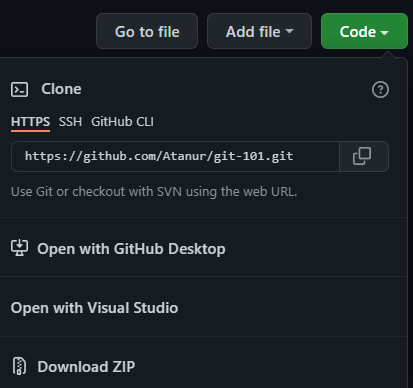 Go to file Add file Code
Clone
HTTPS SSH GitHub CLI
https://github.com/Atanur/git-101.git
Use Git or checkout with SVN using the web URL.
Open with GitHub Desktop
Open with Visual Studio
Download ZIP